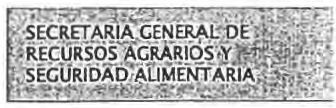 SECRETARIA GENERAL DE
RECURSOS AGRARIOS Y
SEGURIDAD ALIMENTARIA